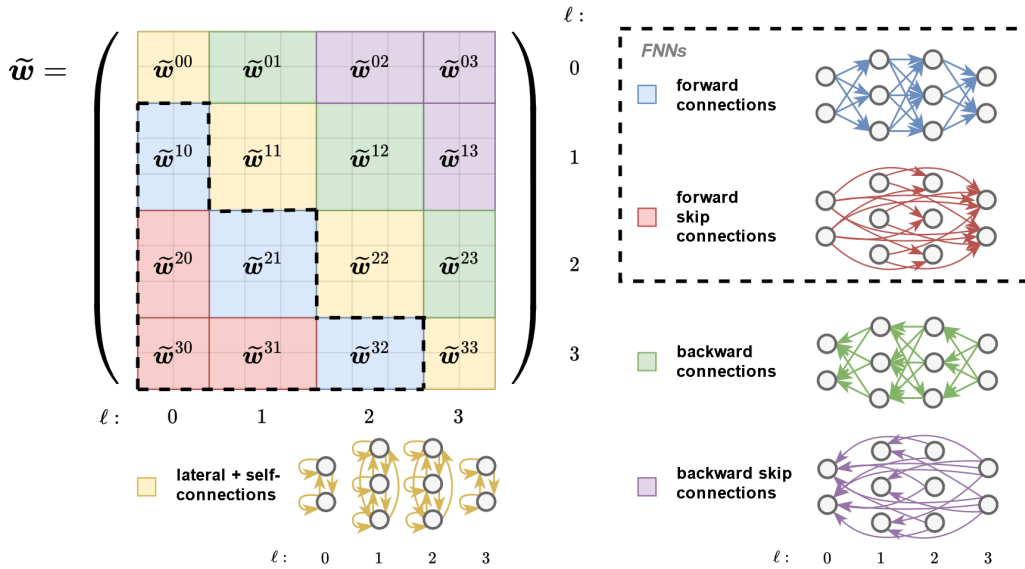 ℓ :
w̃ =
w̃⁰⁰ w̃⁰¹ w̃⁰² w̃⁰³
w̃¹⁰ w̃¹¹ w̃¹² w̃¹³
w̃²⁰ w̃²¹ w̃²² w̃²³
w̃³⁰ w̃³¹ w̃³² w̃³³
0
1
2
3
ℓ : 0 1 2 3
lateral + self-
connections
ℓ : 0 1 2 3
FNNs
forward
connections
forward
skip
connections
backward
connections
backward skip
connections
ℓ : 0 1 2 3